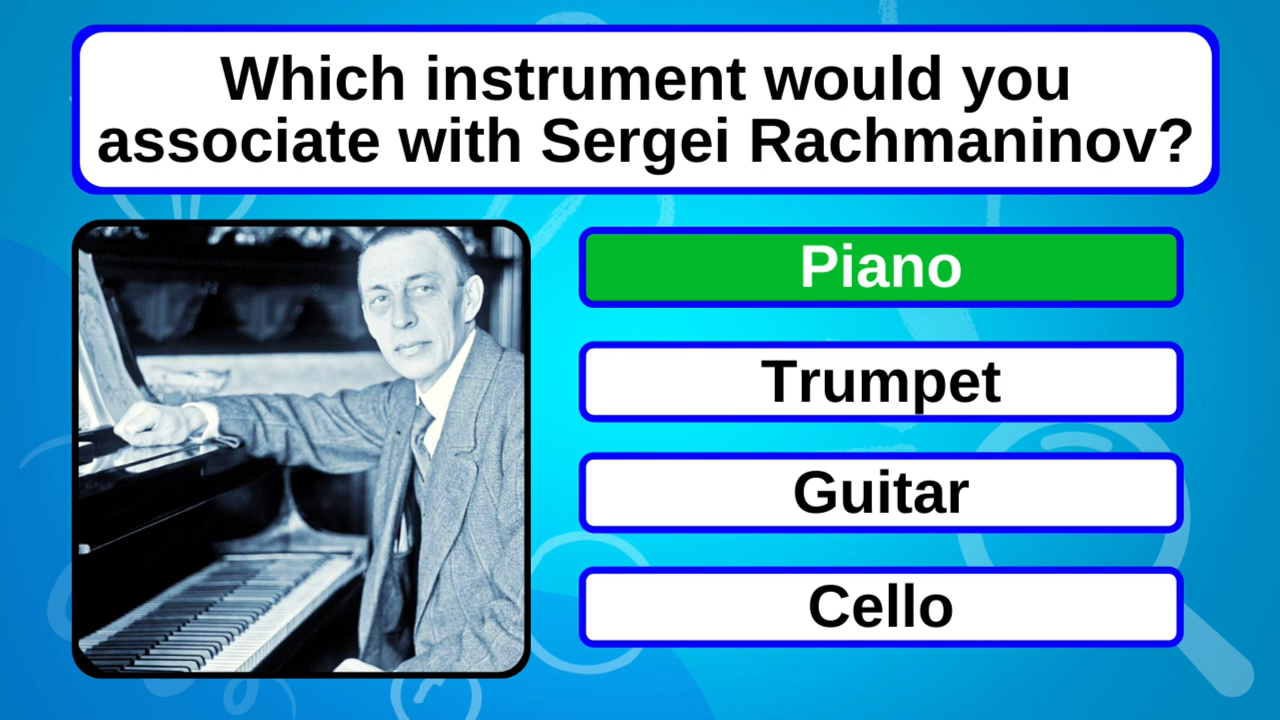 Which instrument would you
associate with Sergei Rachmaninov?
Piano
Trumpet
Guitar
Cello